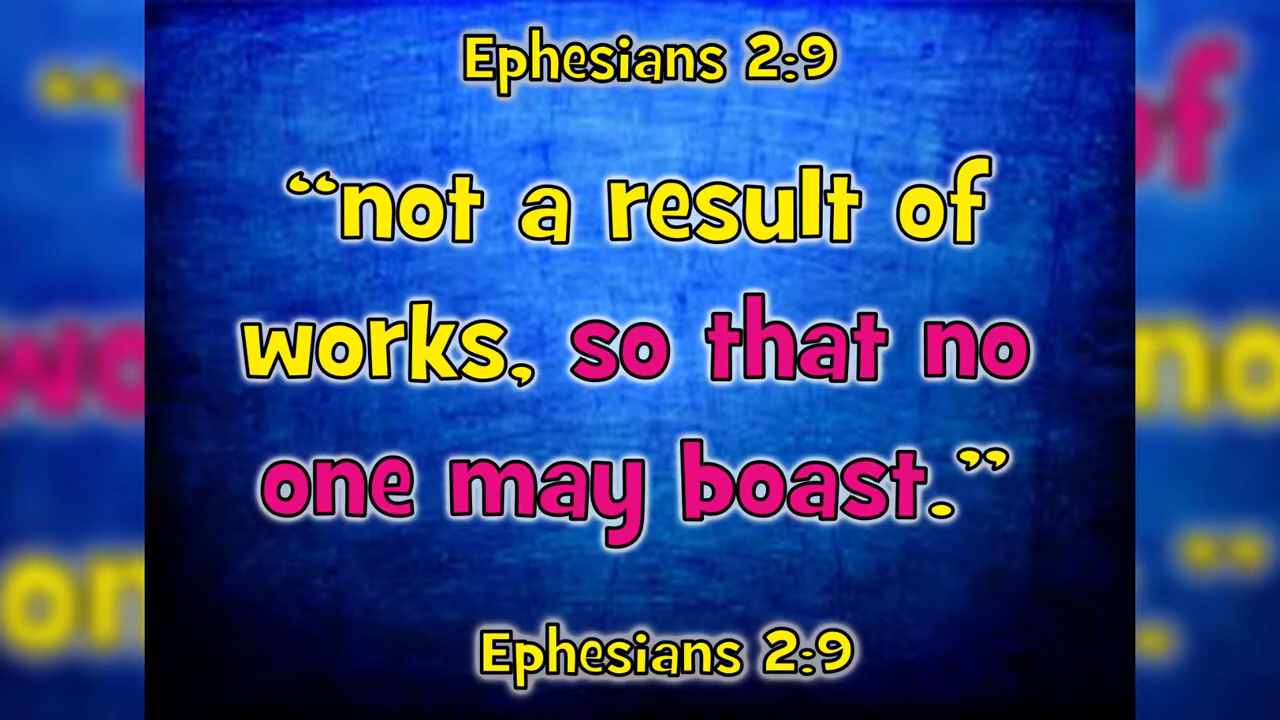 Ephesians 2:9
“not a result of
works, so that no
one may boast.”
Ephesians 2:9